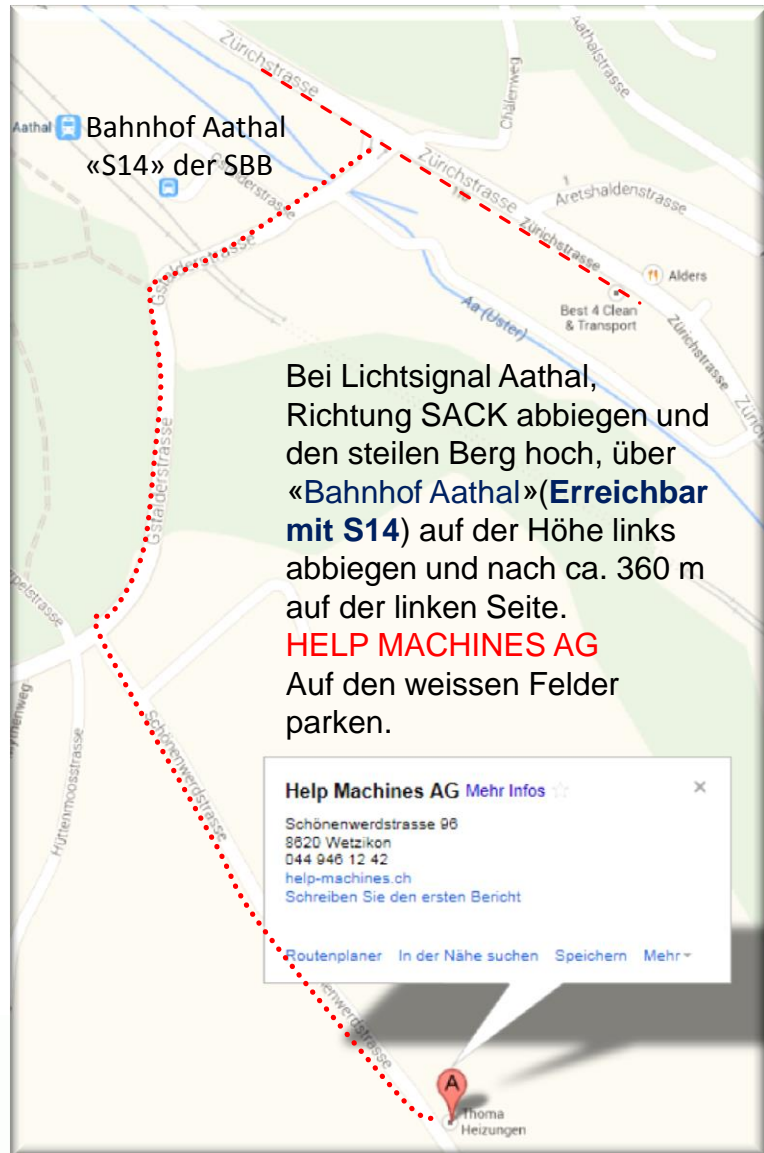 Zürichstrasse
Aathalstrasse
Chälenweg
Aathal
Bahnhof Aathal
«S14» der SBB
Gstalderstrasse
Zürichstrasse
Aretshaldenstrasse
Zürichstrasse
Gstalderstrasse
Alders
Aa (Uster)
Best 4 Clean
& Transport
Zürichstrasse
Bei Lichtsignal Aathal,
Richtung SACK abbiegen und
den steilen Berg hoch, über
«Bahnhof Aathal»(Erreichbar
mit S14) auf der Höhe links
abbiegen und nach ca. 360 m
auf der linken Seite.
HELP MACHINES AG
Auf den weissen Felder
parken.
Gstalderstrasse
Schönenwerdstrasse
Hüttenmoosstrasse
Help Machines AG Mehr Infos
Schönenwerdstrasse 96
8620 Wetzikon
044 946 12 42
help-machines.ch
Schreiben Sie den ersten Bericht
Routenplaner In der Nähe suchen Speichern Mehr
A
Thoma
Heizungen